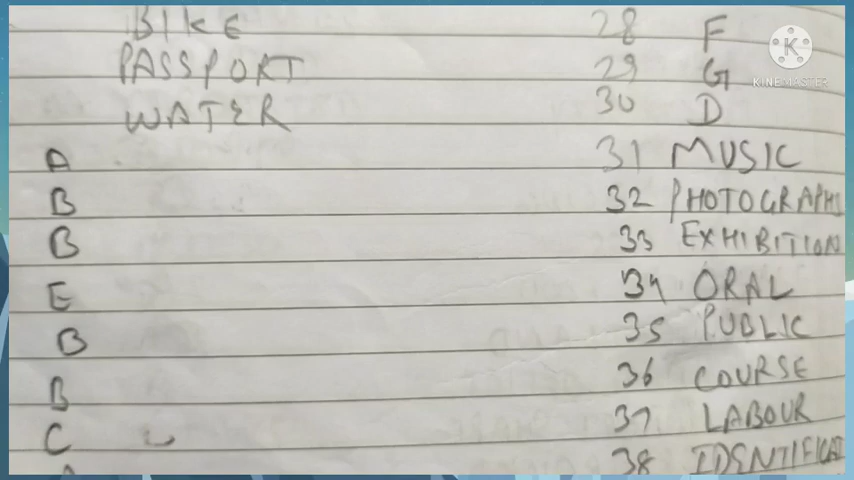 BIKE 28 F
PASSPORT 29 G
WATER 30 D
KINEMASTER
A 31 MUSIC
B 32 PHOTOGRAPHS
B 33 EXHIBITION
E 34 ORAL
B 35 PUBLIC
B 36 COURSE
C 37 LABOUR
38 IDENTIFICAT